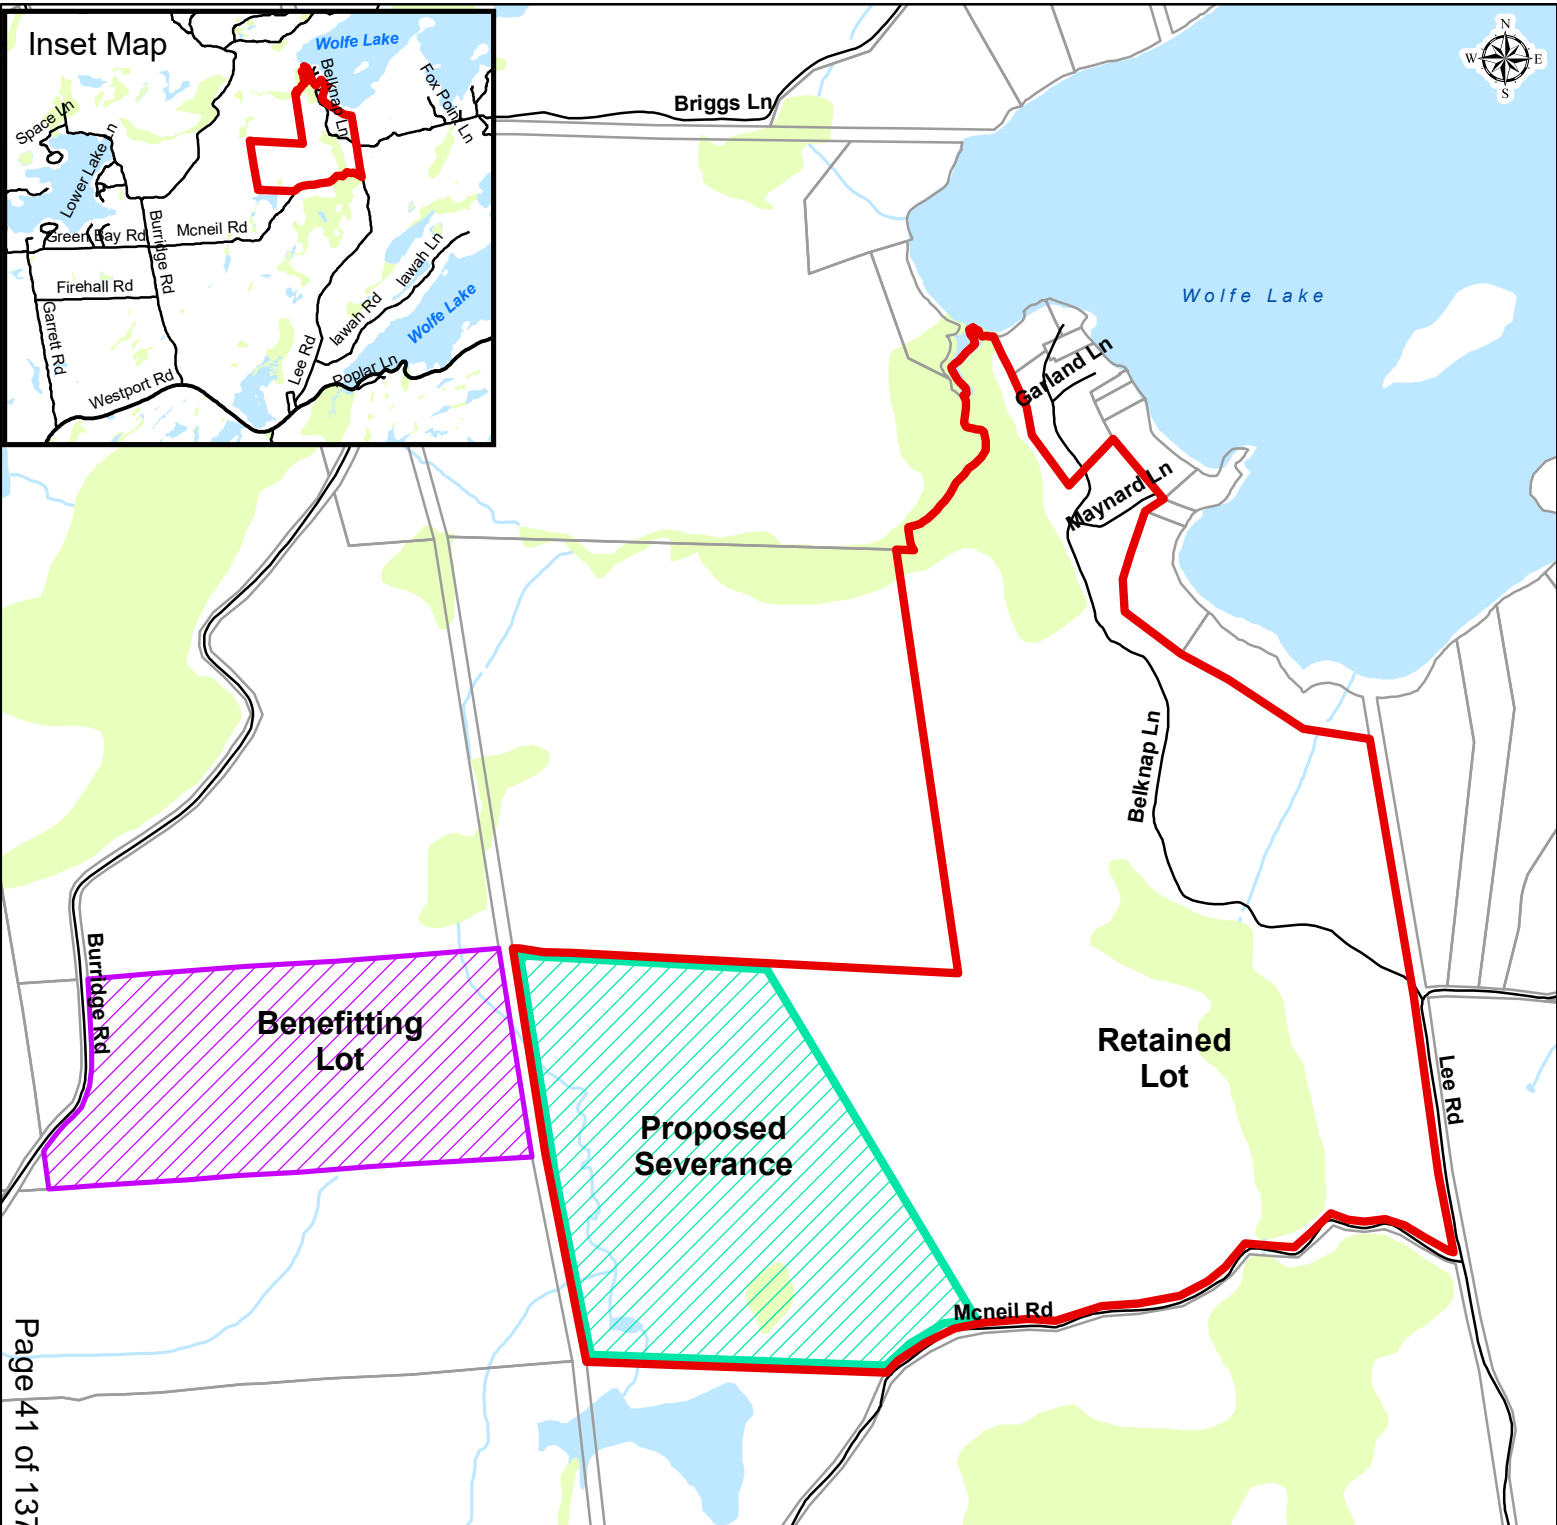 Inset Map
Wolfe Lake
Belknap Ln
Fox Point Ln
Space Ln
Lower Lake Ln
Green Bay Rd
Burridge Rd
Mcneil Rd
Firehall Rd
Garrett Rd
Westport Rd
Lee Rd
Iawah Rd
Iawah Ln
Wolfe Lake
Poplar Ln
Briggs Ln
N
W
E
S
Wolfe Lake
Garland Ln
Maynard Ln
Belknap Ln
Burridge Rd
Benefitting
Lot
Proposed
Severance
Retained
Lot
Lee Rd
Mcneil Rd
Page 41 of 137